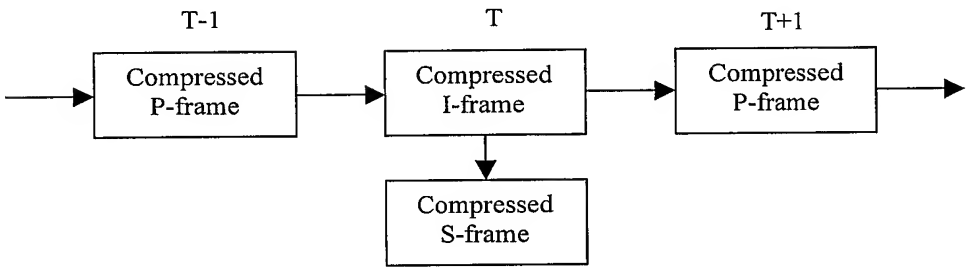 T-1
T
T+1
Compressed
P-frame
Compressed
I-frame
Compressed
P-frame
Compressed
S-frame